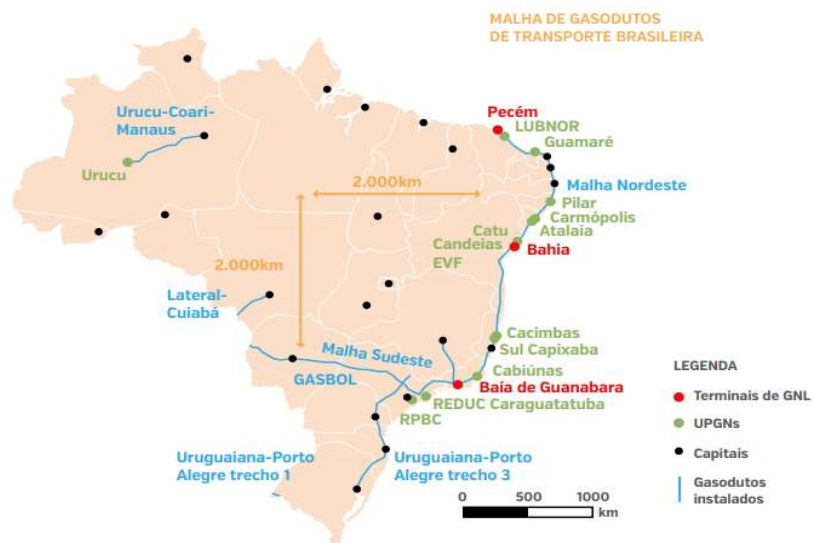 MALHA DE GASODUTOS
DE TRANSPORTE BRASILEIRA
Urucu-Coari-
Manaus
Urucu
Pecém
LUBNOR
Guamaré
2.000km
Malha Nordeste
Pilar
Carmópolis
Catu
Atalaia
Candeias
Bahia
EVF
2.000km
Lateral-
Cuiabá
Cacimbas
Sul Capixaba
Malha Sudeste
GASBOL
Cabiúnas
Baía de Guanabara
REDUC Caraguatatuba
RPBC
Uruguaiana-Porto
Alegre trecho 1
Uruguaiana-Porto
Alegre trecho 3
LEGENDA
Terminais de GNL
UPGNs
Capitais
Gasodutos
instalados
0 500 1000
km